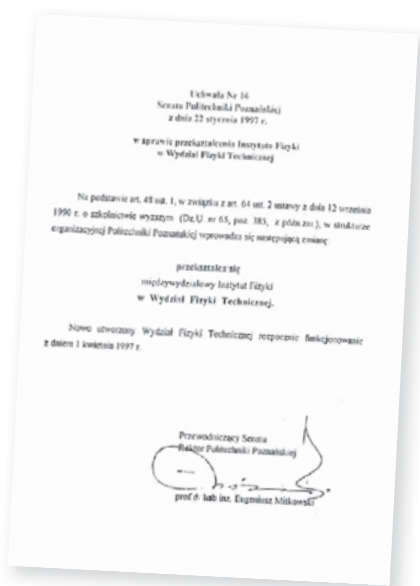 Uchwała Nr 16
Senatu Politechniki Poznańskiej
z dnia 22 stycznia 1997 r.
w sprawie przekształcenia Instytutu Fizyki
w Wydział Fizyki Technicznej
Na podstawie art. 48 ust. 1, w związku z art. 64 ust. 2 ustawy z dnia 12 września
1990 r. o szkolnictwie wyższym (Dz.U. nr 65, poz. 385, z późn.zm.), w strukturze
organizacyjnej Politechniki Poznańskiej wprowadza się następującą zmianę:
przekształca się
międzywydziałowy Instytut Fizyki
w Wydział Fizyki Technicznej.
Nowo utworzony Wydział Fizyki Technicznej rozpocznie funkcjonowanie
z dniem 1 kwietnia 1997 r.
Przewodniczący Senatu
Rektor Politechniki Poznańskiej
prof. dr hab. inż. Eugeniusz Mitkowski